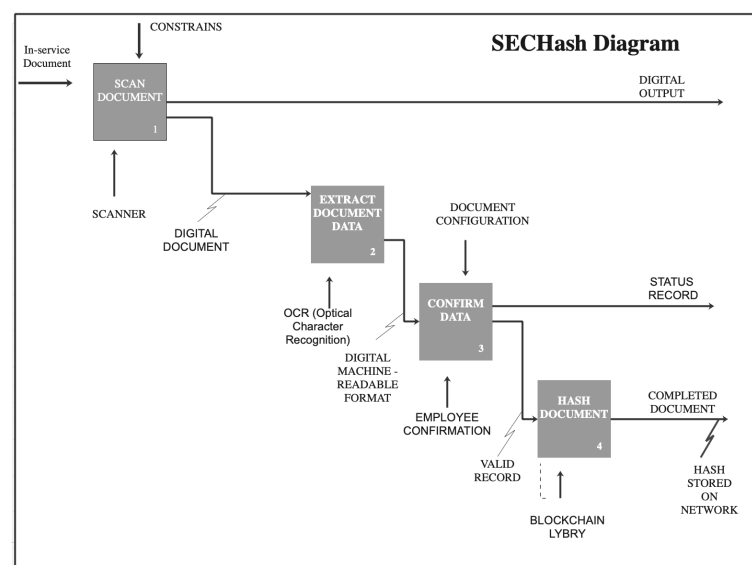 SECHash Diagram
CONSTRAINS
In-service
Document
SCAN
DOCUMENT
1
DIGITAL
OUTPUT
SCANNER
DIGITAL
DOCUMENT
EXTRACT
DOCUMENT
DATA
2
DOCUMENT
CONFIGURATION
OCR (Optical
Character
Recognition)
DIGITAL
MACHINE -
READABLE
FORMAT
CONFIRM
DATA
3
STATUS
RECORD
EMPLOYEE
CONFIRMATION
VALID
RECORD
HASH
DOCUMENT
4
COMPLETED
DOCUMENT
HASH
STORED
ON
NETWORK
BLOCKCHAIN
LYBRY